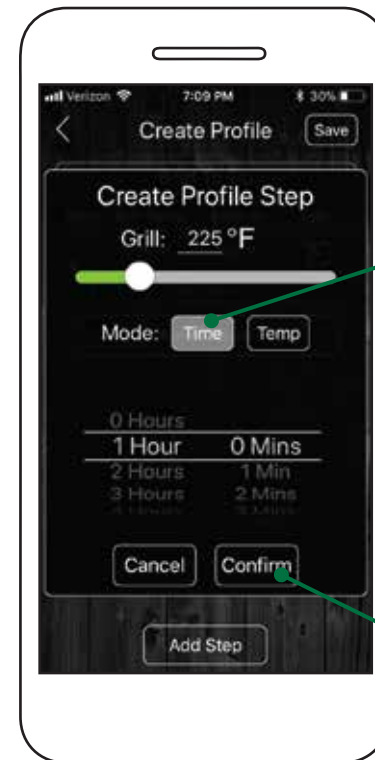 Verizon 7:09 PM 30%
Create Profile Save
Create Profile Step
Grill: 225 °F
Mode: Time Temp
0 Hours
1 Hour 0 Mins
2 Hours 1 Min
3 Hours 2 Mins
Cancel Confirm
Add Step